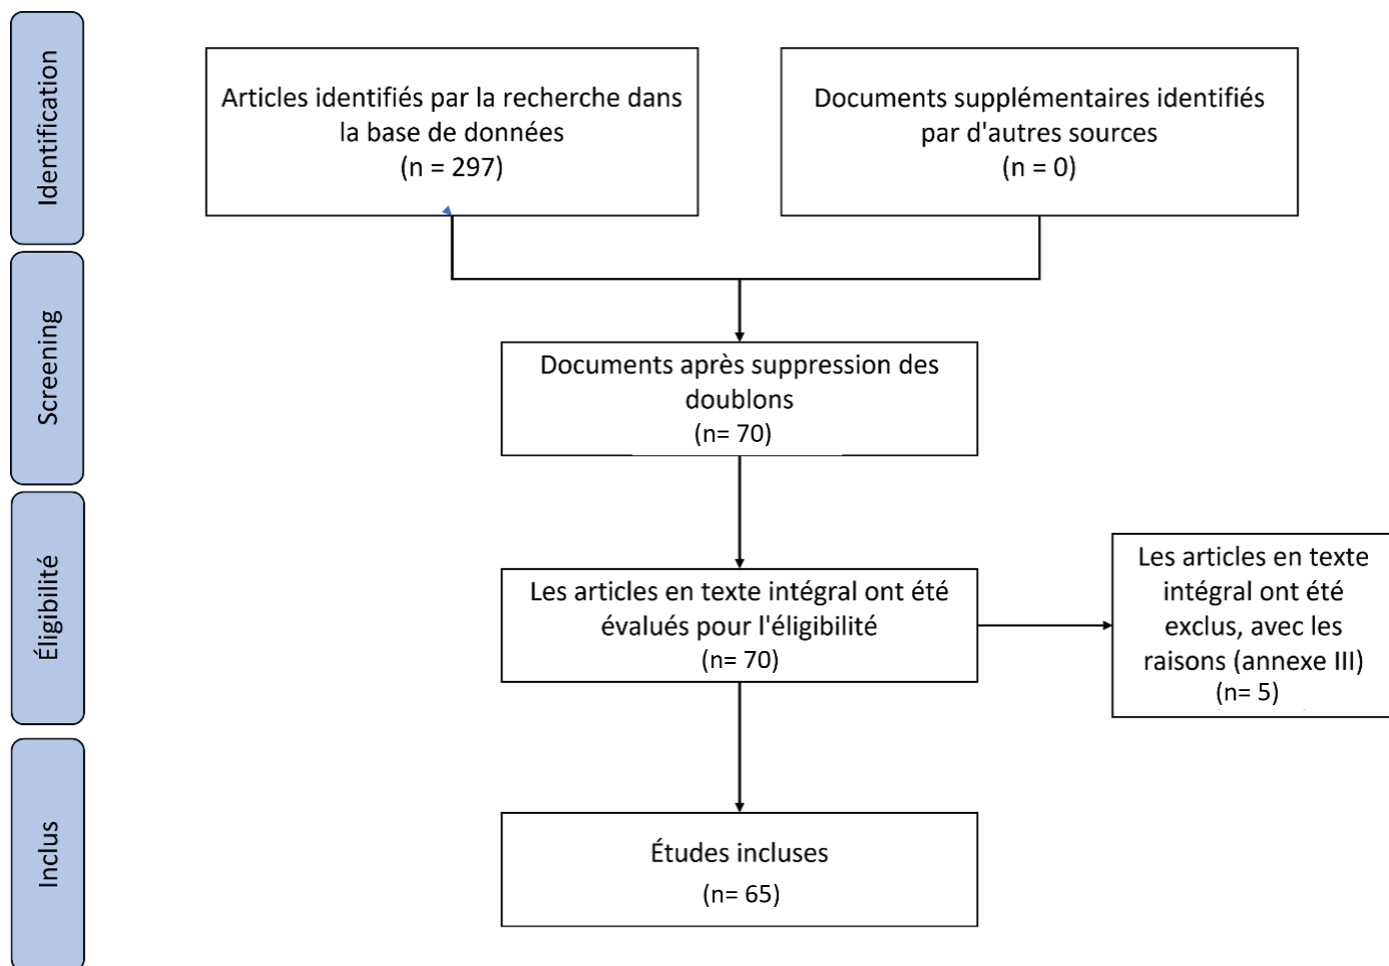 Identification
Articles identifiés par la recherche dans
la base de données
(n = 297)
Documents supplémentaires identifiés
par d'autres sources
(n = 0)
Screening
Documents après suppression des
doublons
(n= 70)
Éligibilité
Les articles en texte intégral ont été
évalués pour l'éligibilité
(n= 70)
Les articles en texte
intégral ont été
exclus, avec les
raisons (annexe III)
(n= 5)
Inclus
Études incluses
(n= 65)